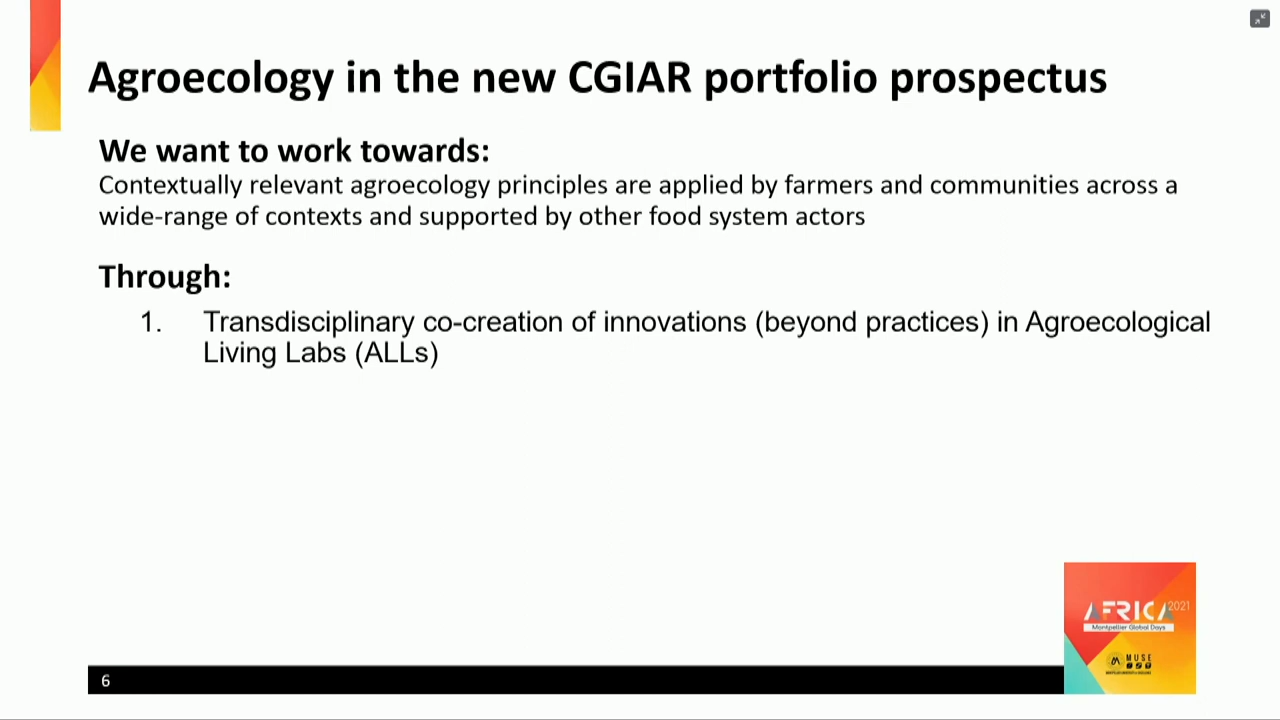 Agroecology in the new CGIAR portfolio prospectus
We want to work towards:
Contextually relevant agroecology principles are applied by farmers and communities across a
wide-range of contexts and supported by other food system actors
Through:
1. Transdisciplinary co-creation of innovations (beyond practices) in Agroecological
Living Labs (ALLs)
AFRICA 2021
Montpellier Global Days
MUSE
6